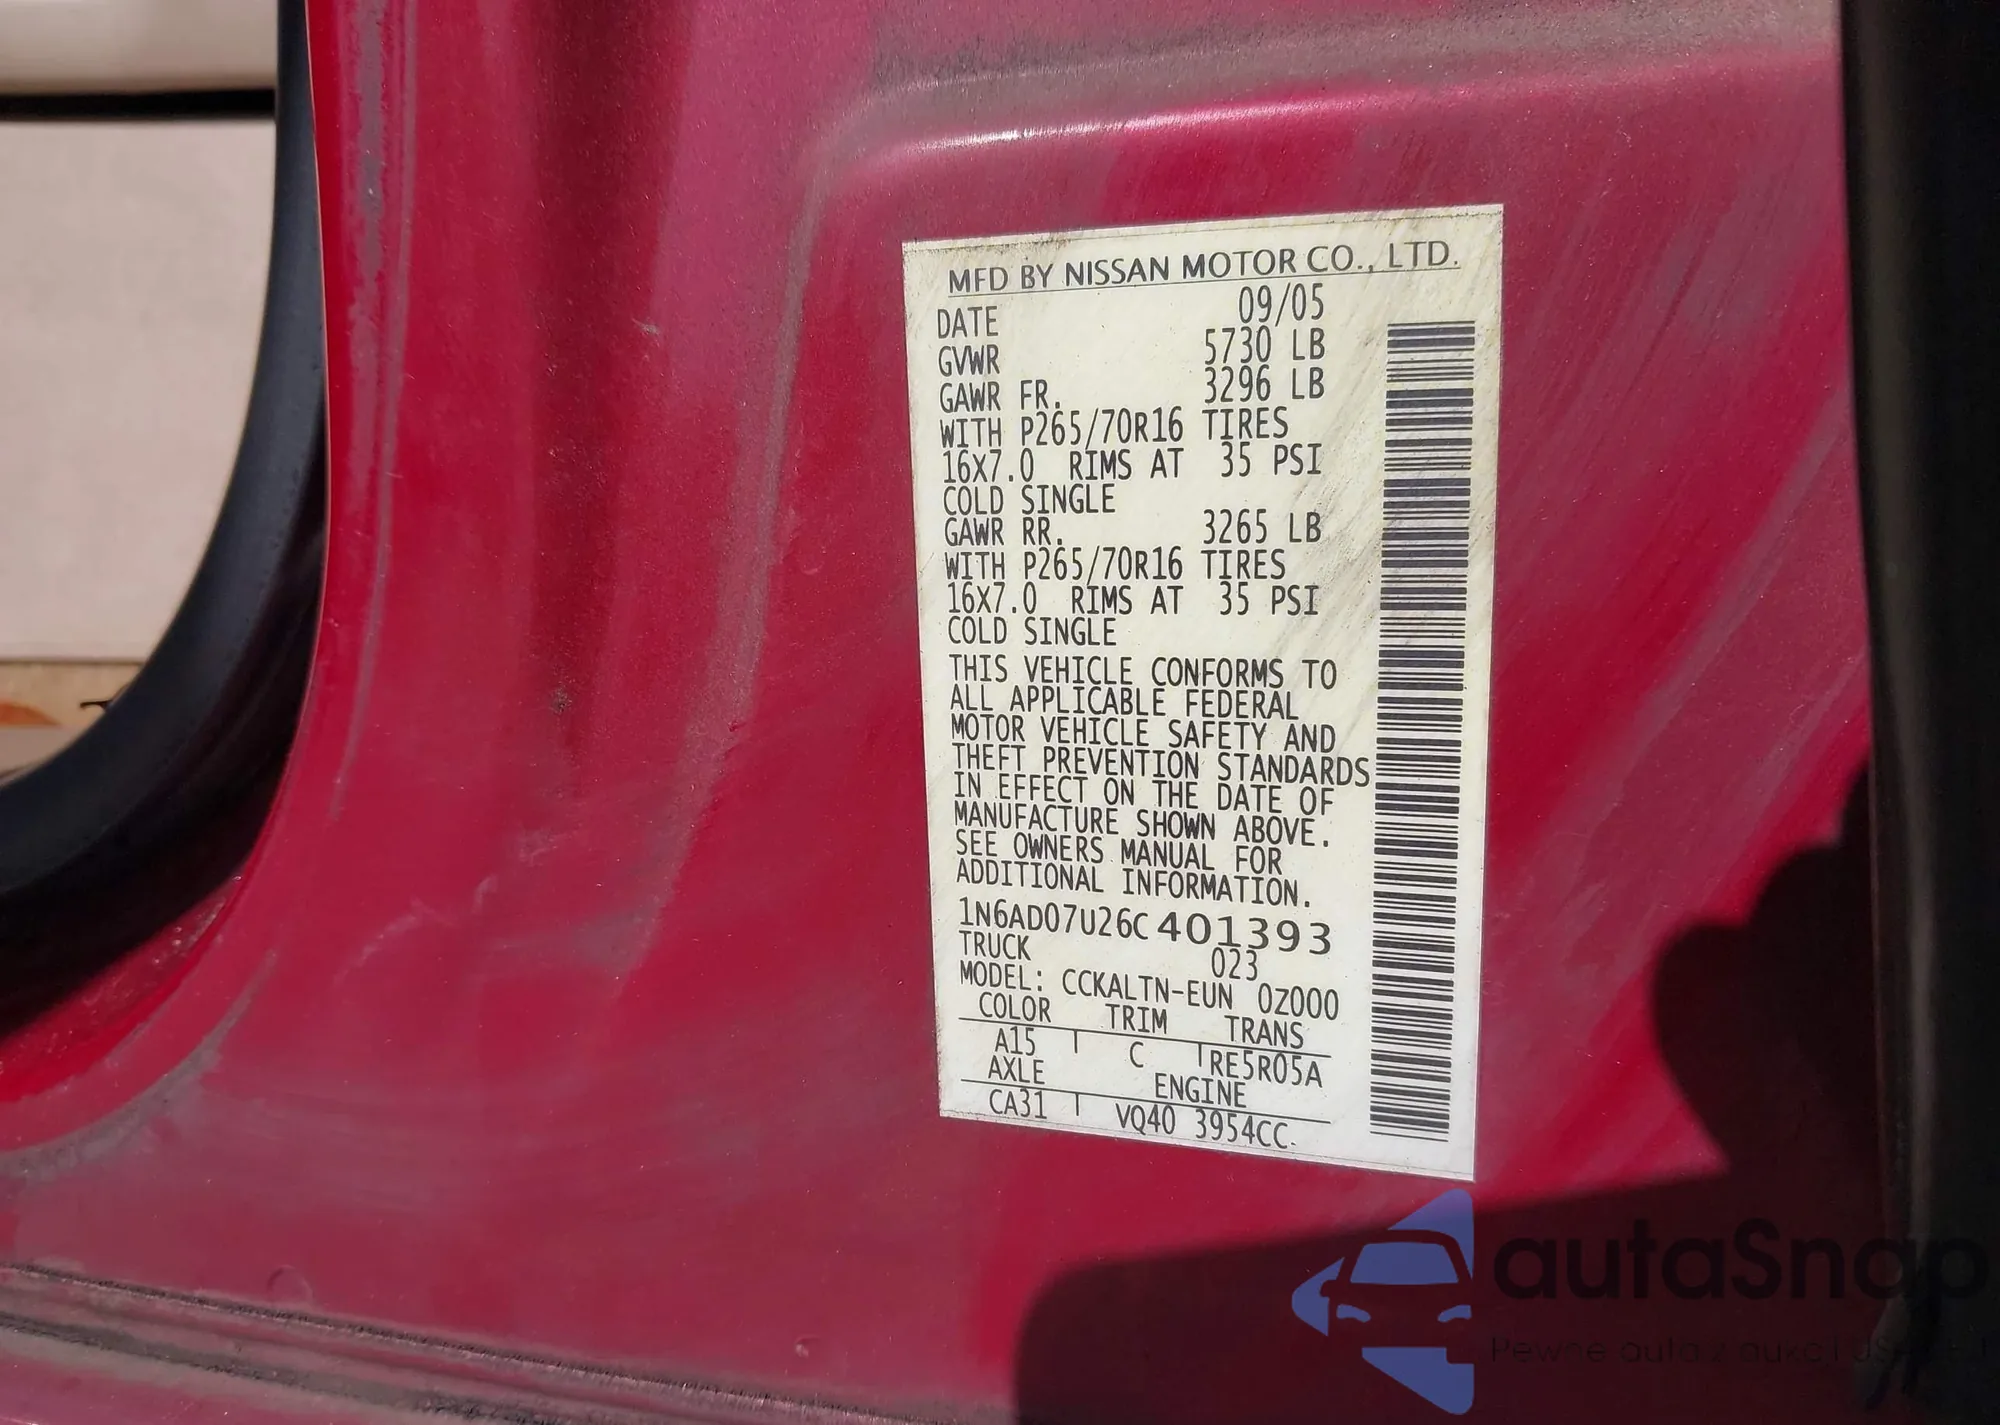 MFD BY NISSAN MOTOR CO., LTD.
DATE 09/05
GVWR 5730 LB
GAWR FR. 3296 LB
WITH P265/70R16 TIRES
16X7.0 RIMS AT 35 PSI
COLD SINGLE
GAWR RR. 3265 LB
WITH P265/70R16 TIRES
16X7.0 RIMS AT 35 PSI
COLD SINGLE
THIS VEHICLE CONFORMS TO
ALL APPLICABLE FEDERAL
MOTOR VEHICLE SAFETY AND
THEFT PREVENTION STANDARDS
IN EFFECT ON THE DATE OF
MANUFACTURE SHOWN ABOVE.
SEE OWNERS MANUAL FOR
ADDITIONAL INFORMATION.
1N6AD07U26C401393
TRUCK 023
MODEL: CCKALTN-EUN 0Z000
COLOR TRIM TRANS
A15 C RE5R05A
AXLE ENGINE
CA31 VQ40 3954CC
autaSnap
Pewne auta z aukcji